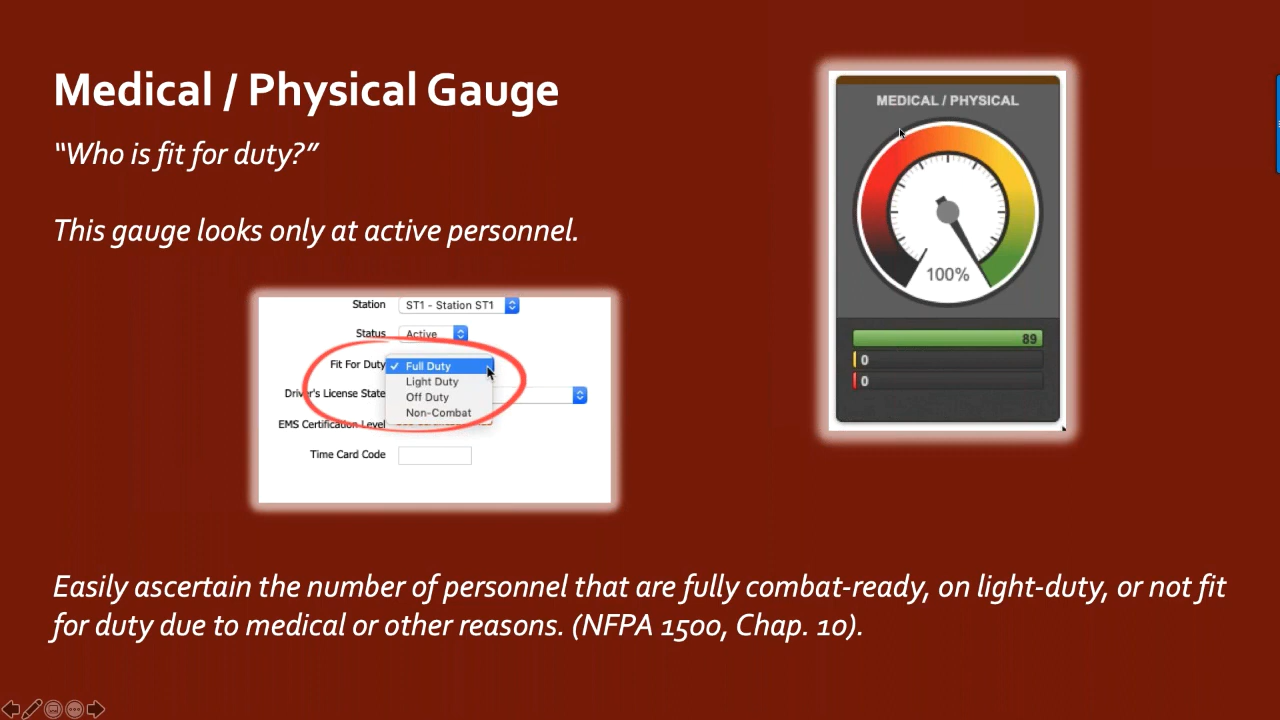 Medical / Physical Gauge
“Who is fit for duty?”
This gauge looks only at active personnel.
MEDICAL / PHYSICAL
100%
89
0
0
Station ST1 - Station ST1
Status Active
Fit For Duty ✓ Full Duty
Light Duty
Driver's License State
Off Duty
Non-Combat
EMS Certification Level
Time Card Code
Easily ascertain the number of personnel that are fully combat-ready, on light-duty, or not fit
for duty due to medical or other reasons. (NFPA 1500, Chap. 10).